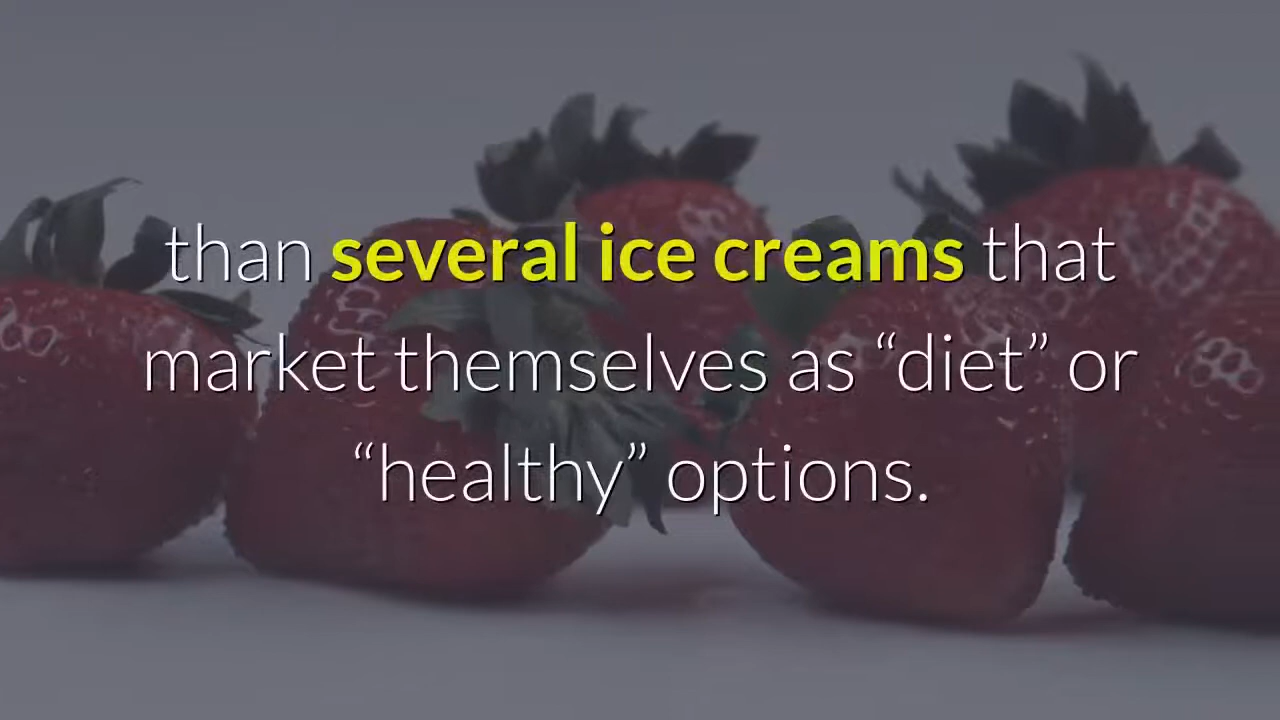 than several ice creams that
market themselves as “diet” or
“healthy” options.